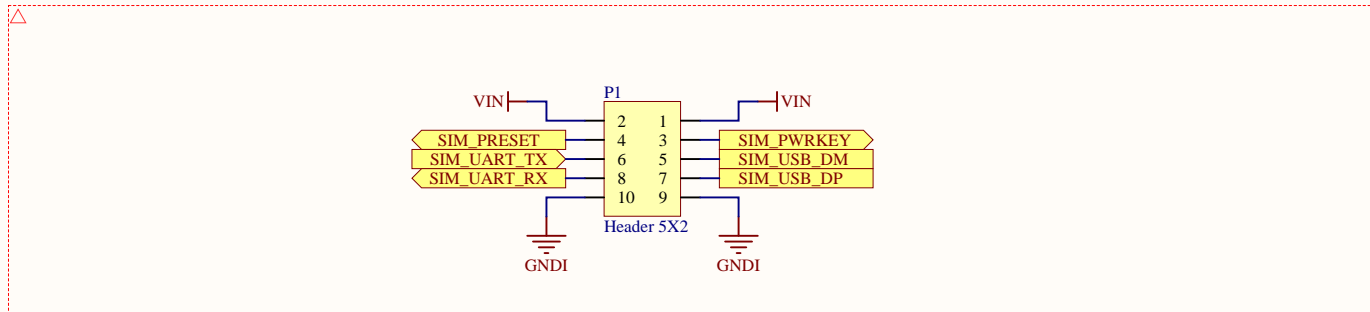 P1
VIN 2 1 VIN
SIM_PRESET 4 3 SIM_PWRKEY
SIM_UART_TX 6 5 SIM_USB_DM
SIM_UART_RX 8 7 SIM_USB_DP
10 9
Header 5X2
GNDI GNDI